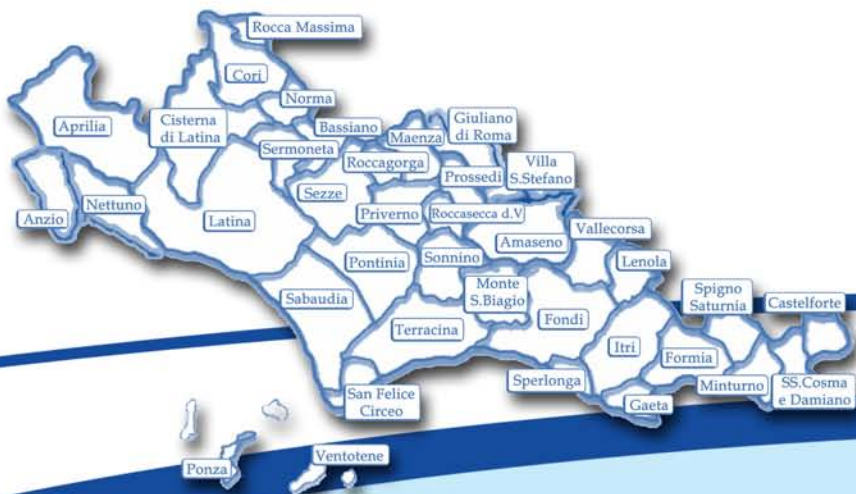 Rocca Massima
Cori
Norma
Cisterna
di Latina
Aprilia
Bassiano
Sermoneta
Maenza
Giuliano
di Roma
Roccagorga
Prossedi
Villa
S.Stefano
Sezze
Anzio
Nettuno
Latina
Priverno
Roccasecca d.V
Vallecorsa
Amaseno
Pontinia
Sonnino
Lenola
Sabaudia
Monte
S.Biagio
Spigno
Saturnia
Castelforte
Terracina
Fondi
Itri
Formia
San Felice
Circeo
Sperlonga
Gaeta
Minturno
SS.Cosma
e Damiano
Ponza
Ventotene